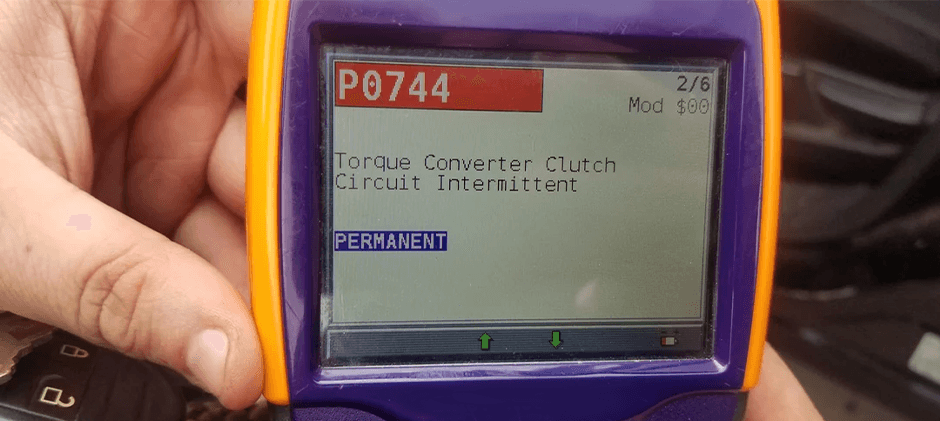 P0744
2/6
Mod $00
Torque Converter Clutch
Circuit Intermittent
PERMANENT